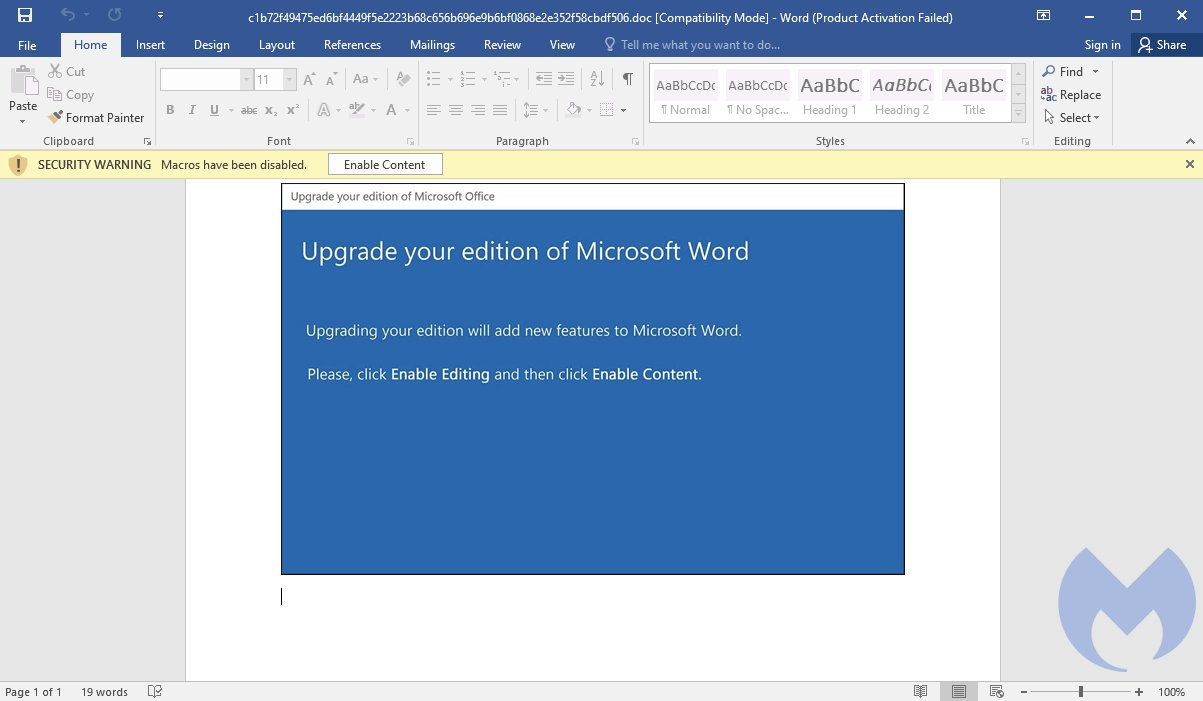 c1b72f49475ed6bf4449f5e2223b68c656b696e9b6bf0868e2e352f58cbdf506.doc [Compatibility Mode] - Word (Product Activation Failed)
File Home Insert Design Layout References Mailings Review View Tell me what you want to do... Sign in Share
Paste
Cut
Copy
Format Painter
Clipboard
11
Aa
B I U abc x₂ x²
Font
Paragraph
AaBbCcDc AaBbCcDc AaBbC AaBbCc AaBbC
¶ Normal ¶ No Spac... Heading 1 Heading 2 Title
Styles
Find
Replace
Select
Editing
SECURITY WARNING Macros have been disabled. Enable Content
Upgrade your edition of Microsoft Office
Upgrade your edition of Microsoft Word
Upgrading your edition will add new features to Microsoft Word.
Please, click Enable Editing and then click Enable Content.
Page 1 of 1 19 words 100%